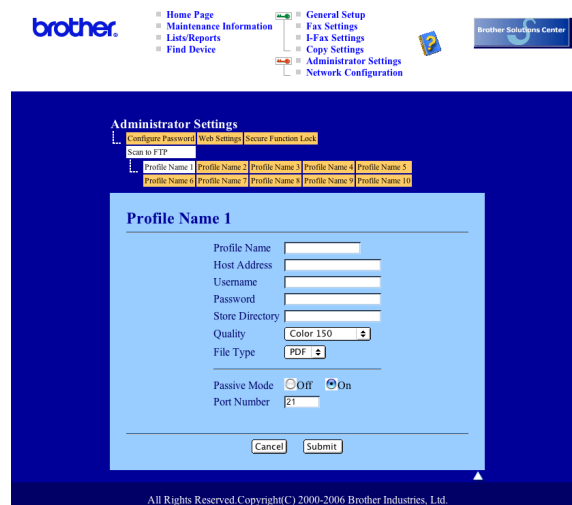 brother.
Home Page
Maintenance Information
Lists/Reports
Find Device
General Setup
Fax Settings
I-Fax Settings
Copy Settings
Administrator Settings
Network Configuration
Brother Solutions Center
Administrator Settings
Configure Password Web Settings Secure Function Lock
Scan to FTP
Profile Name 1 Profile Name 2 Profile Name 3 Profile Name 4 Profile Name 5
Profile Name 6 Profile Name 7 Profile Name 8 Profile Name 9 Profile Name 10
Profile Name 1
Profile Name
Host Address
Username
Password
Store Directory
Quality Color 150
File Type PDF
Passive Mode Off On
Port Number 21
Cancel Submit
All Rights Reserved.Copyright(C) 2000-2006 Brother Industries, Ltd.